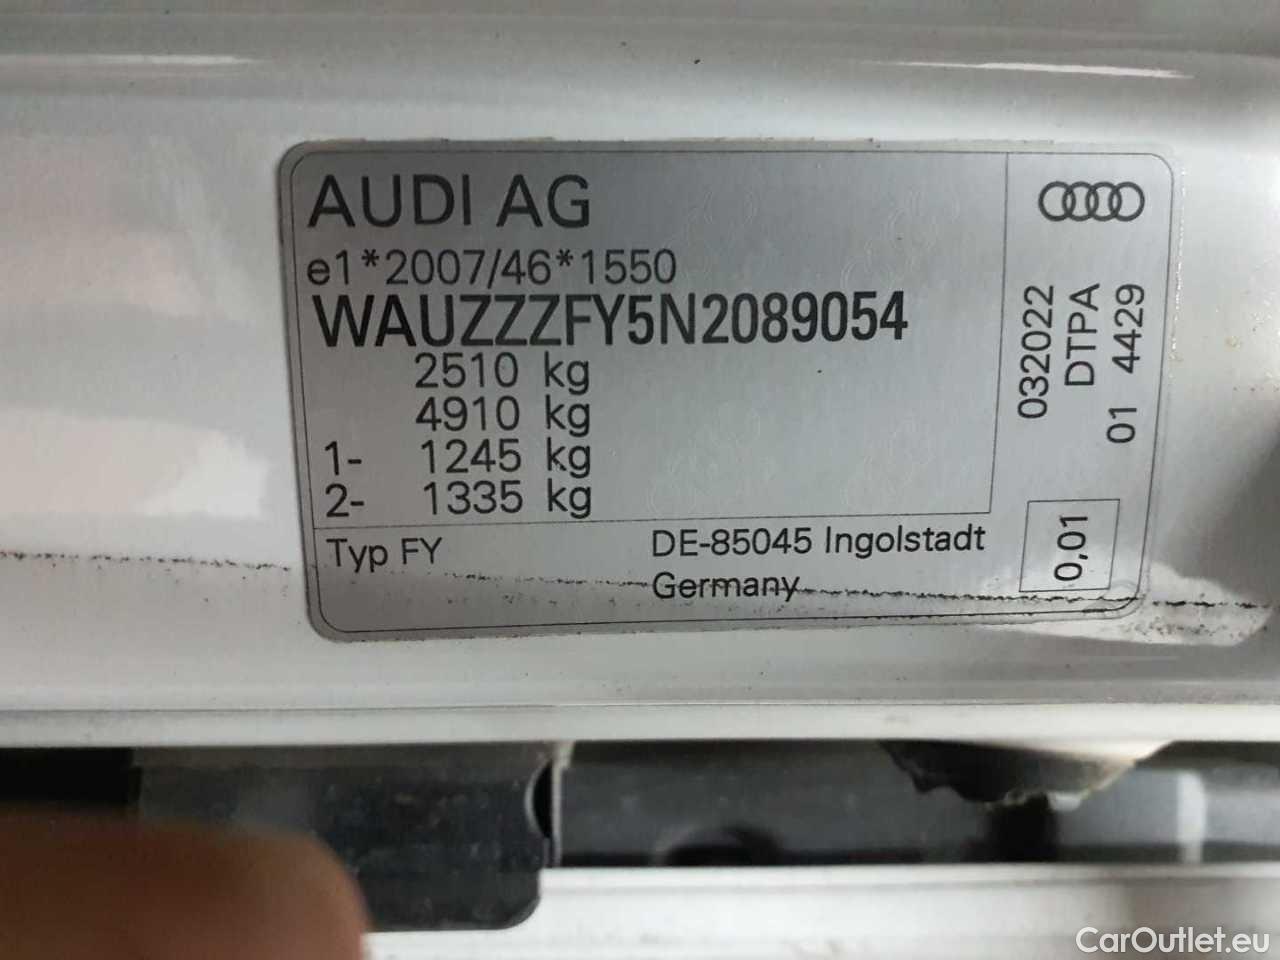 AUDI AG
e1*2007/46*1550
WAUZZZFY5N2089054
2510 kg
4910 kg
1- 1245 kg
2- 1335 kg
Typ FY
DE-85045 Ingolstadt
Germany
032022
DTPA
01 4429
0,01
CarOutlet.eu